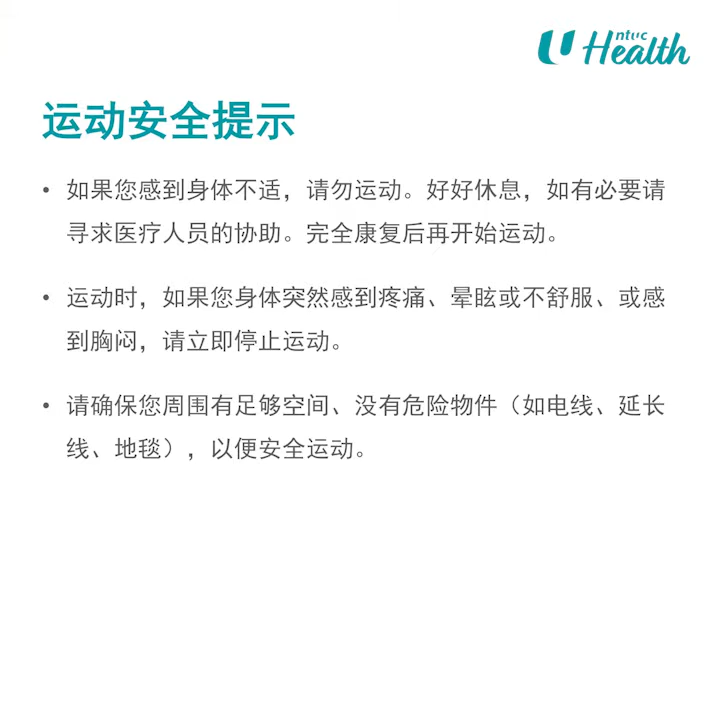 ntuc
Health
运动安全提示
• 如果您感到身体不适，请勿运动。好好休息，如有必要请
寻求医疗人员的协助。完全康复后再开始运动。
• 运动时，如果您身体突然感到疼痛、晕眩或不舒服、或感
到胸闷，请立即停止运动。
• 请确保您周围有足够空间、没有危险物件（如电线、延长
线、地毯），以便安全运动。